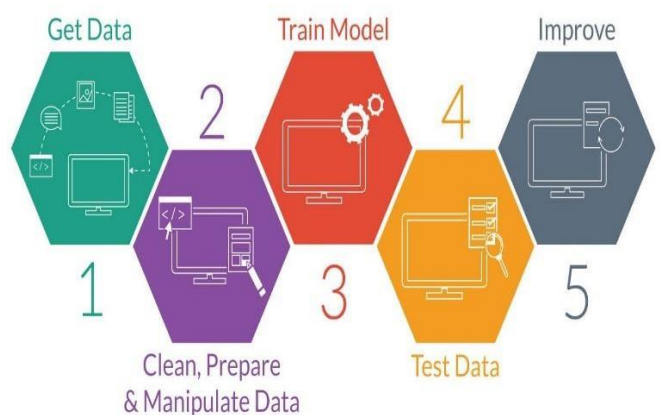 Get Data
1
2
Clean, Prepare
& Manipulate Data
Train Model
3
4
Test Data
Improve
5
</>
</>